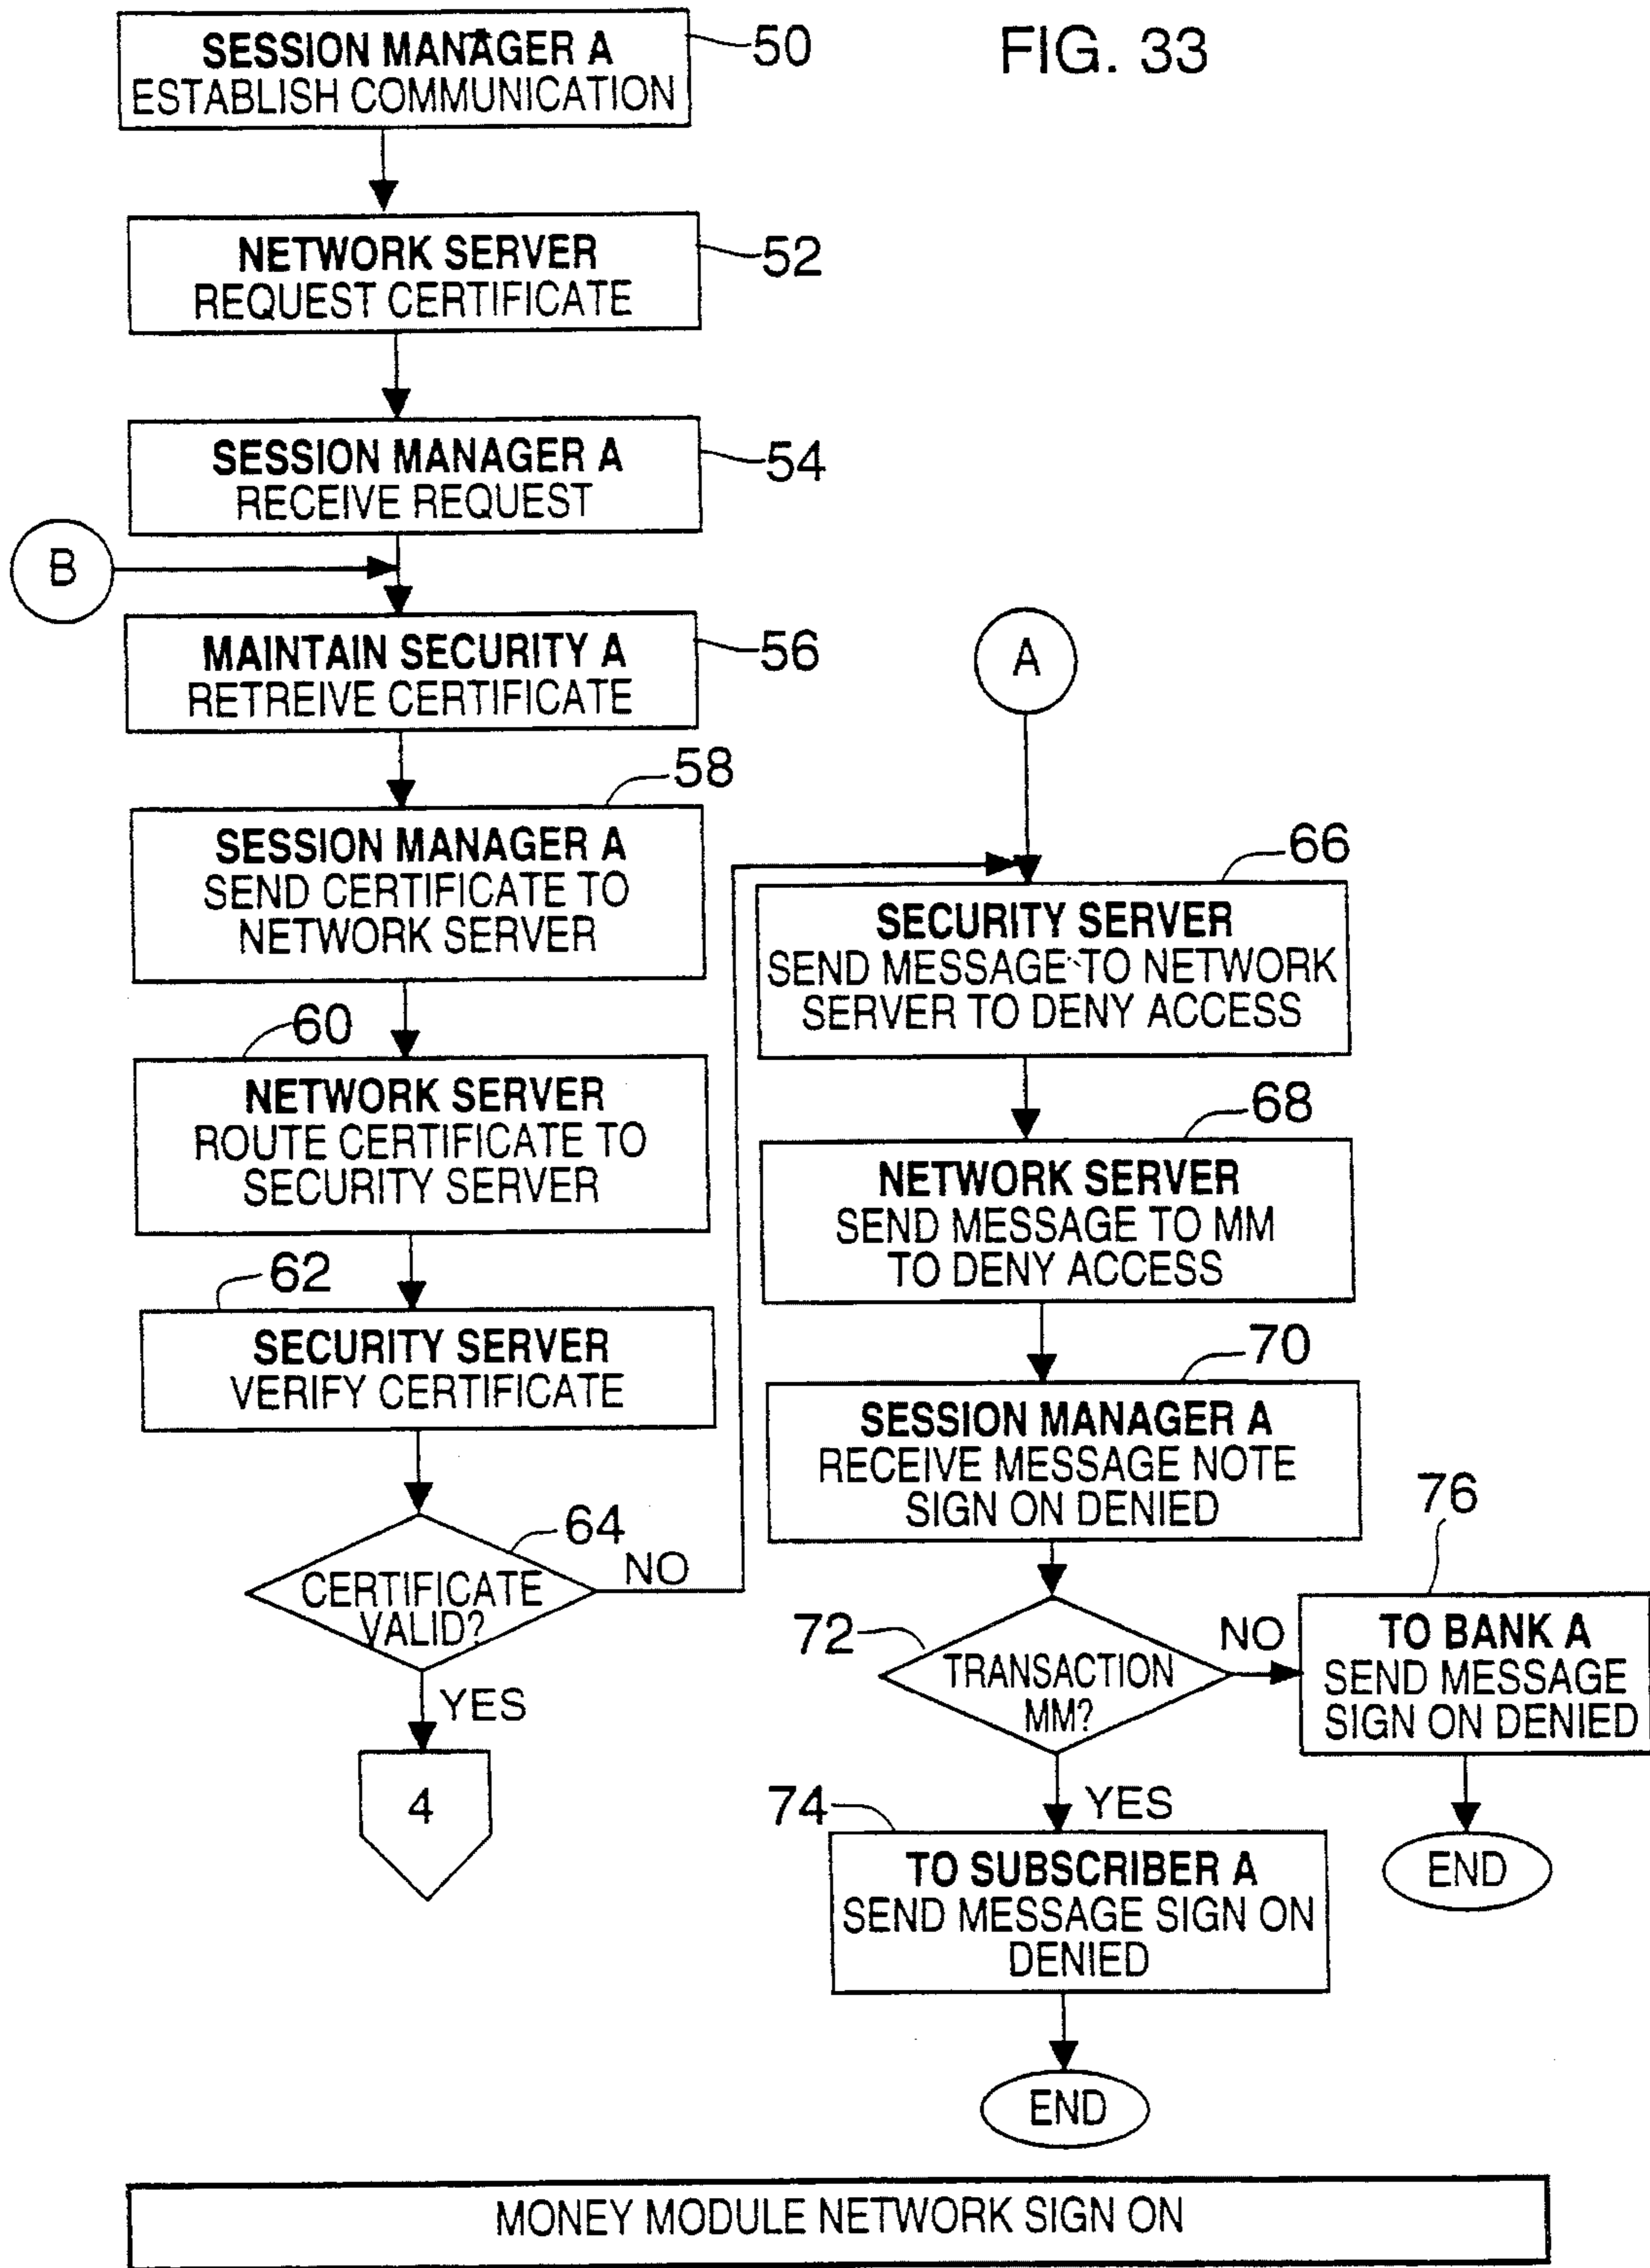 FIG. 33
SESSION MANAGER A
ESTABLISH COMMUNICATION
50
NETWORK SERVER
REQUEST CERTIFICATE
52
SESSION MANAGER A
RECEIVE REQUEST
54
B
MAINTAIN SECURITY A
RETREIVE CERTIFICATE
56
58
SESSION MANAGER A
SEND CERTIFICATE TO
NETWORK SERVER
60
NETWORK SERVER
ROUTE CERTIFICATE TO
SECURITY SERVER
62
SECURITY SERVER
VERIFY CERTIFICATE
64
CERTIFICATE
VALID?
NO
YES
4
A
66
SECURITY SERVER
SEND MESSAGE TO NETWORK
SERVER TO DENY ACCESS
68
NETWORK SERVER
SEND MESSAGE TO MM
TO DENY ACCESS
70
SESSION MANAGER A
RECEIVE MESSAGE NOTE
SIGN ON DENIED
72
TRANSACTION
MM?
NO
76
TO BANK A
SEND MESSAGE
SIGN ON DENIED
END
YES
74
TO SUBSCRIBER A
SEND MESSAGE SIGN ON
DENIED
END
MONEY MODULE NETWORK SIGN ON